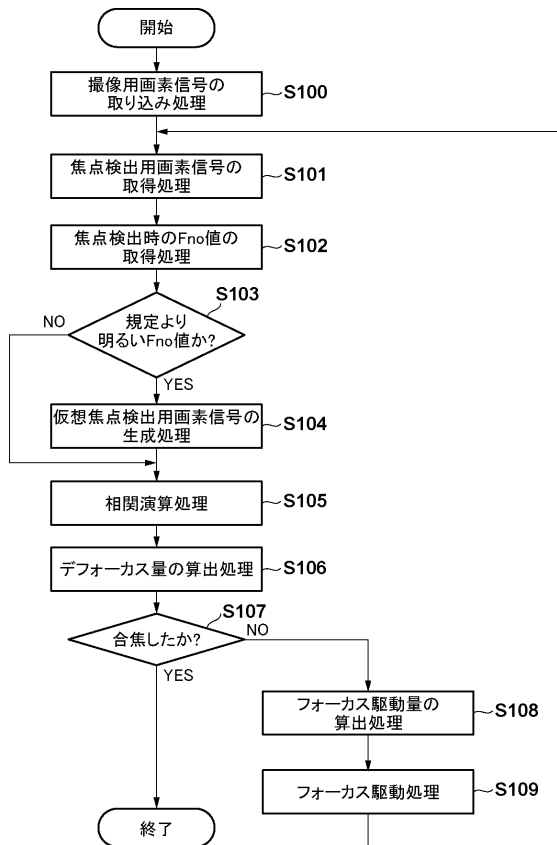 開始
撮像用画素信号の
取り込み処理
S100
焦点検出用画素信号の
取得処理
S101
焦点検出時のFno値の
取得処理
S102
S103
規定より
明るいFno値か?
NO
YES
仮想焦点検出用画素信号の
生成処理
S104
相関演算処理
S105
デフォーカス量の算出処理
S106
S107
合焦したか?
NO
YES
フォーカス駆動量の
算出処理
S108
フォーカス駆動処理
S109
終了